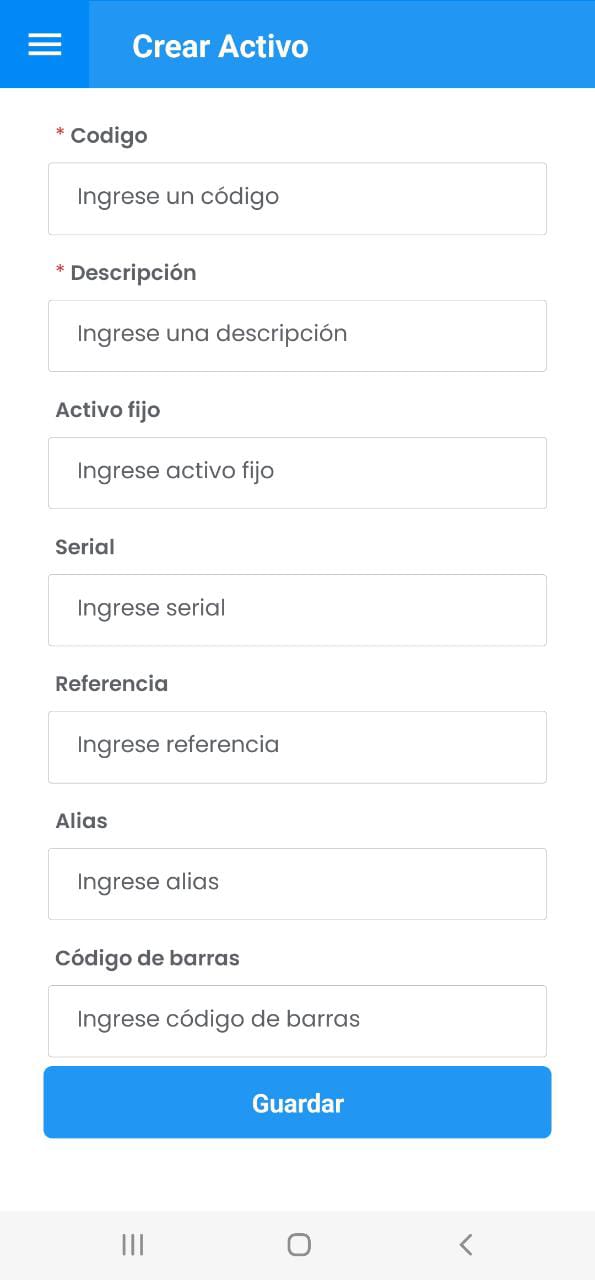 Crear Activo
* Codigo
Ingrese un código
* Descripción
Ingrese una descripción
Activo fijo
Ingrese activo fijo
Serial
Ingrese serial
Referencia
Ingrese referencia
Alias
Ingrese alias
Código de barras
Ingrese código de barras
Guardar